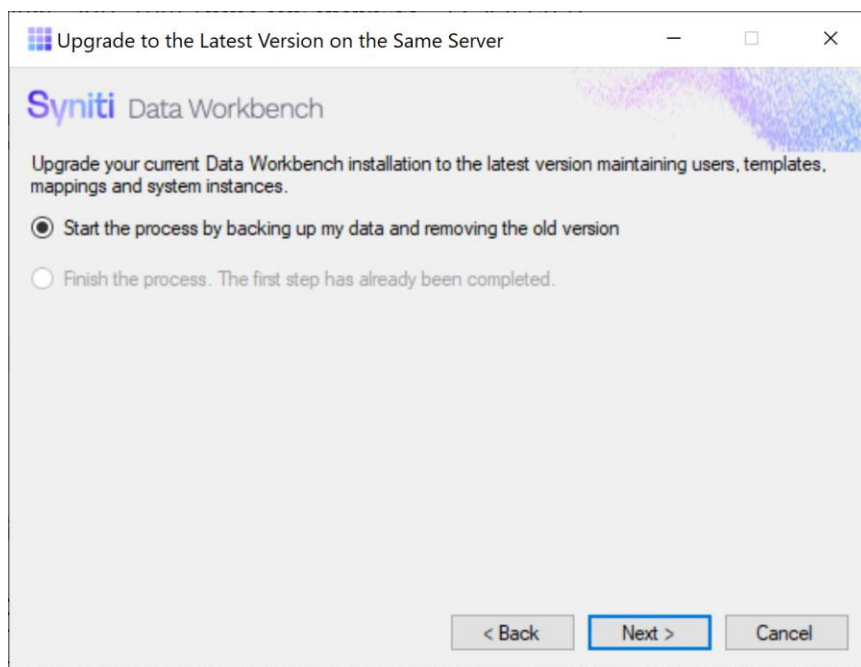 Upgrade to the Latest Version on the Same Server
Syniti Data Workbench
Upgrade your current Data Workbench installation to the latest version maintaining users, templates,
mappings and system instances.
Start the process by backing up my data and removing the old version
Finish the process. The first step has already been completed.
< Back Next > Cancel